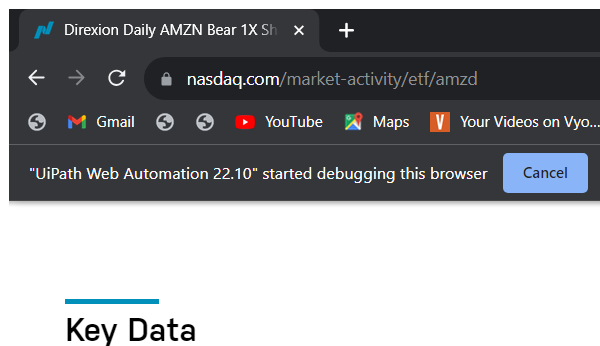 Direxion Daily AMZN Bear 1X Sh
nasdaq.com/market-activity/etf/amzd
Gmail YouTube Maps V Your Videos on Vyo...
"UiPath Web Automation 22.10" started debugging this browser Cancel
Key Data